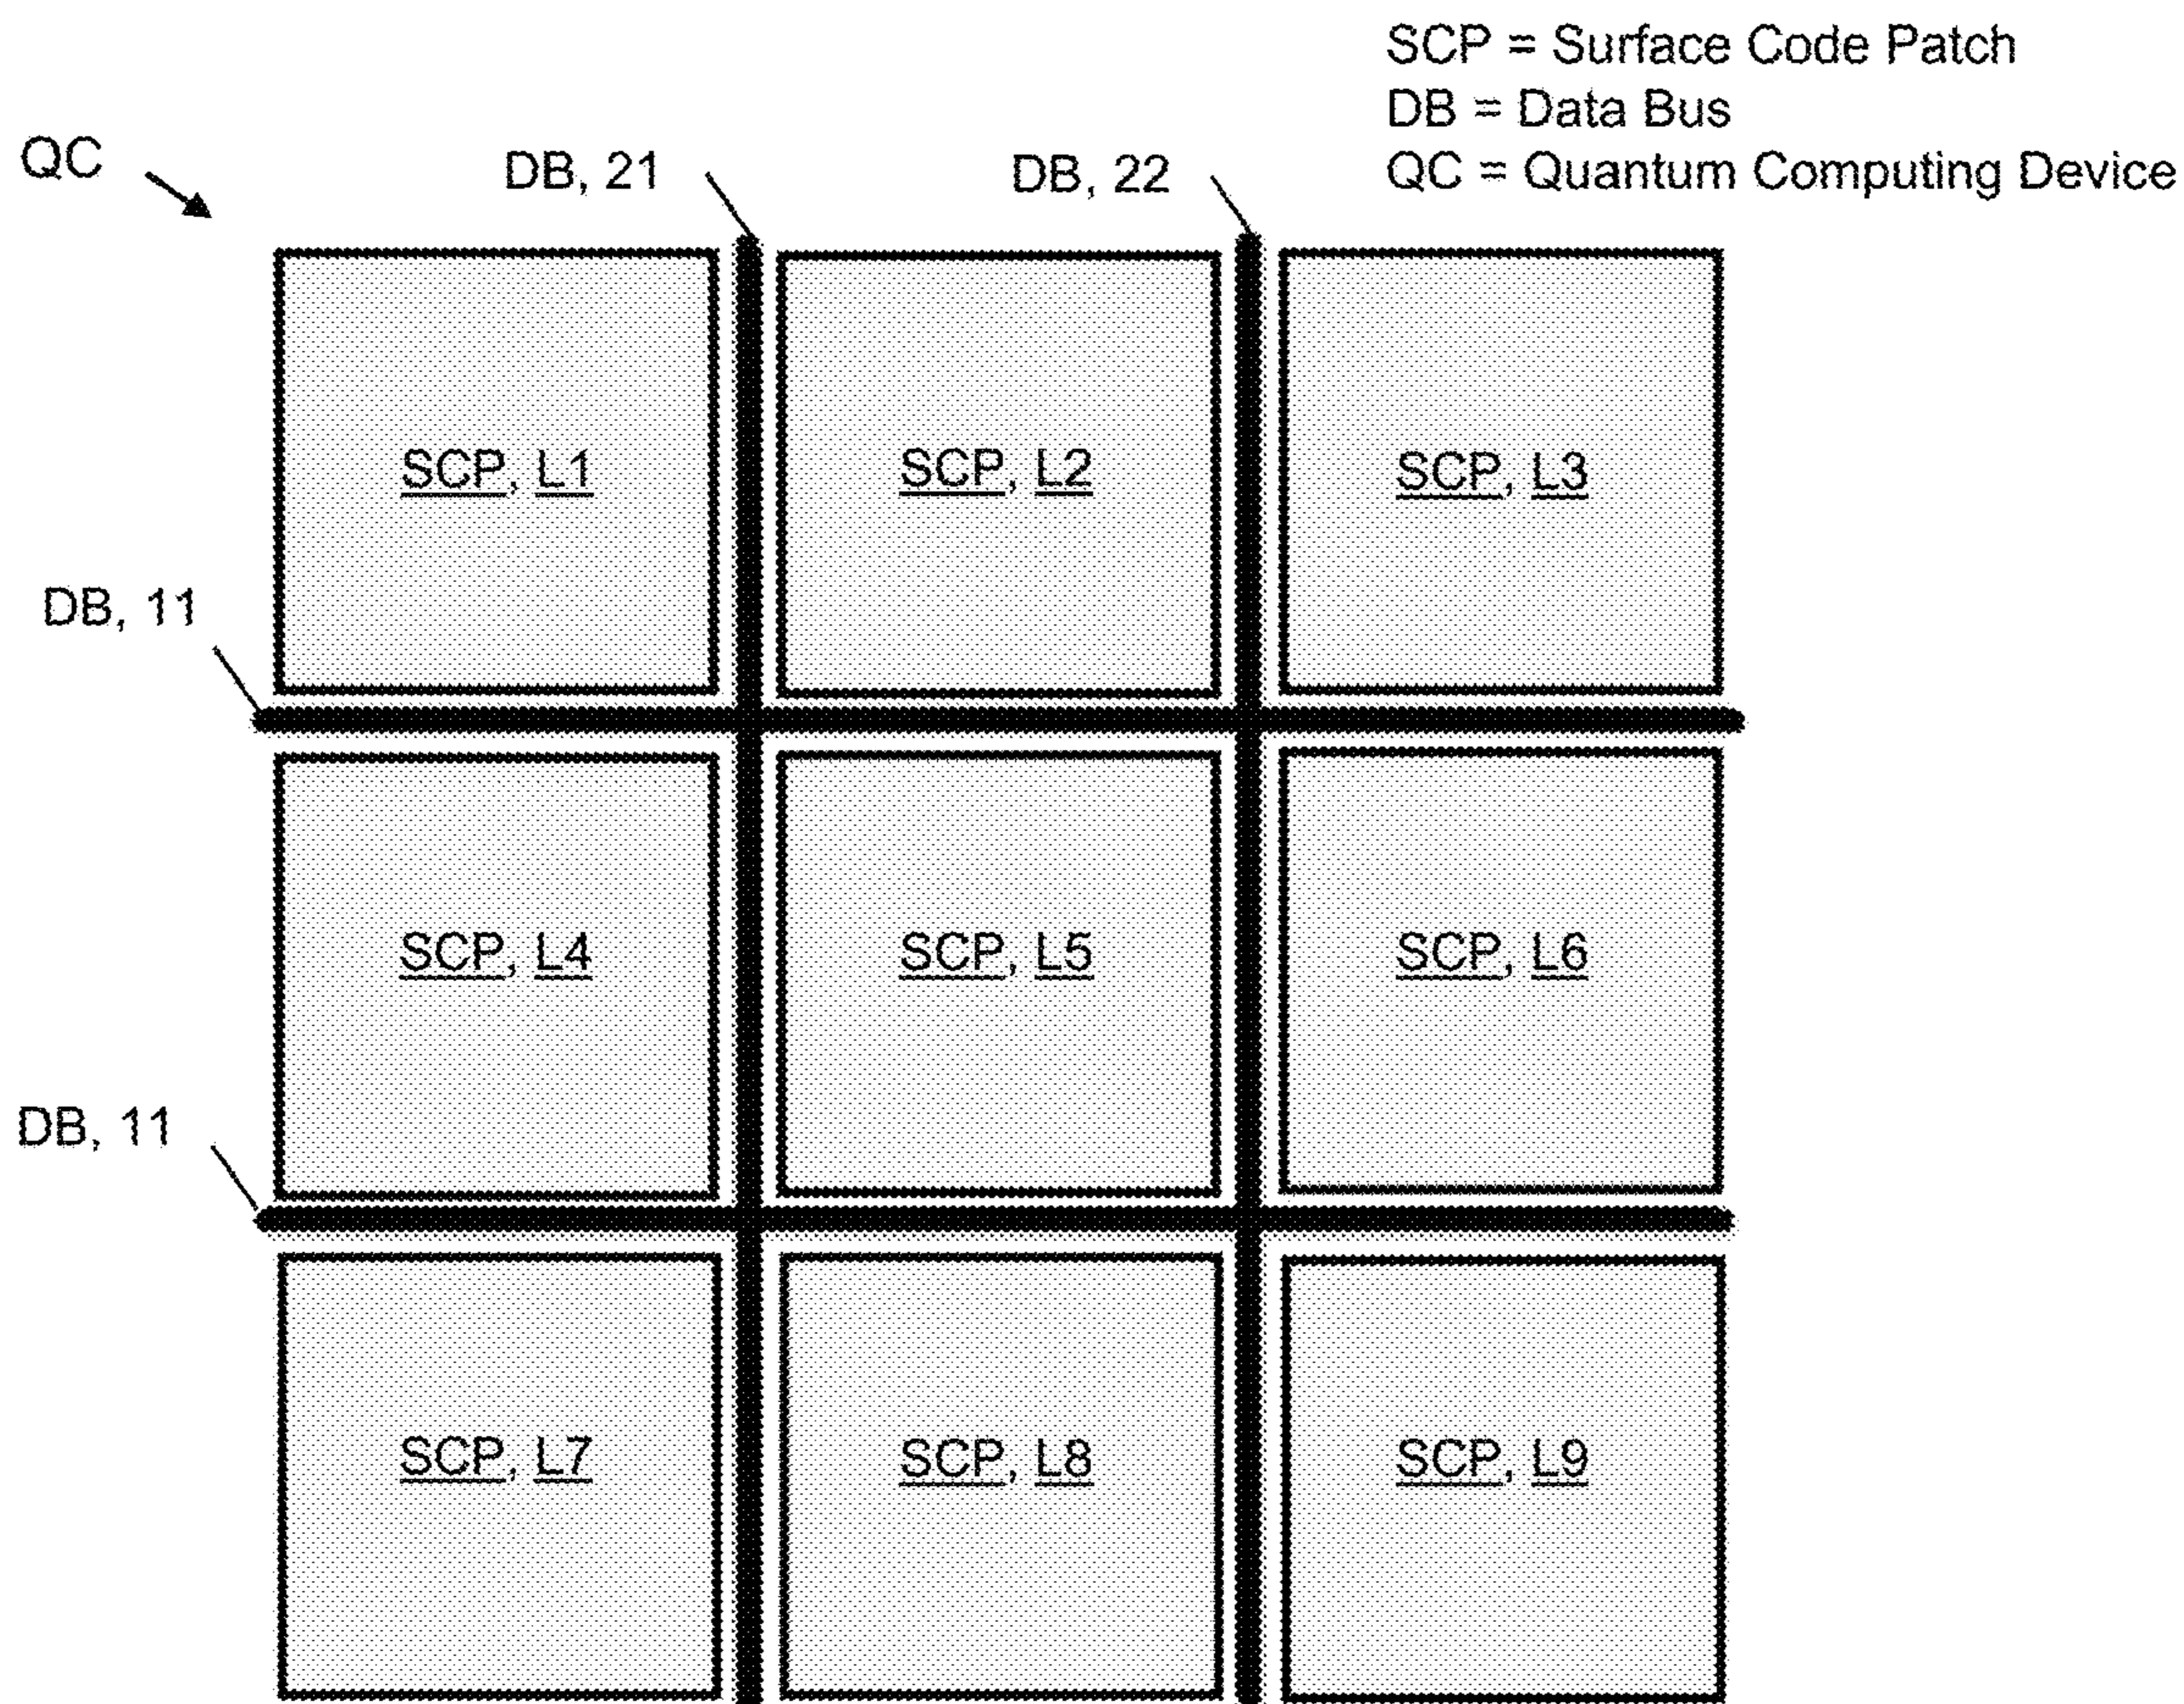 SCP = Surface Code Patch
DB = Data Bus
QC = Quantum Computing Device
QC
DB, 21
DB, 22
SCP, L1
SCP, L2
SCP, L3
DB, 11
SCP, L4
SCP, L5
SCP, L6
DB, 11
SCP, L7
SCP, L8
SCP, L9